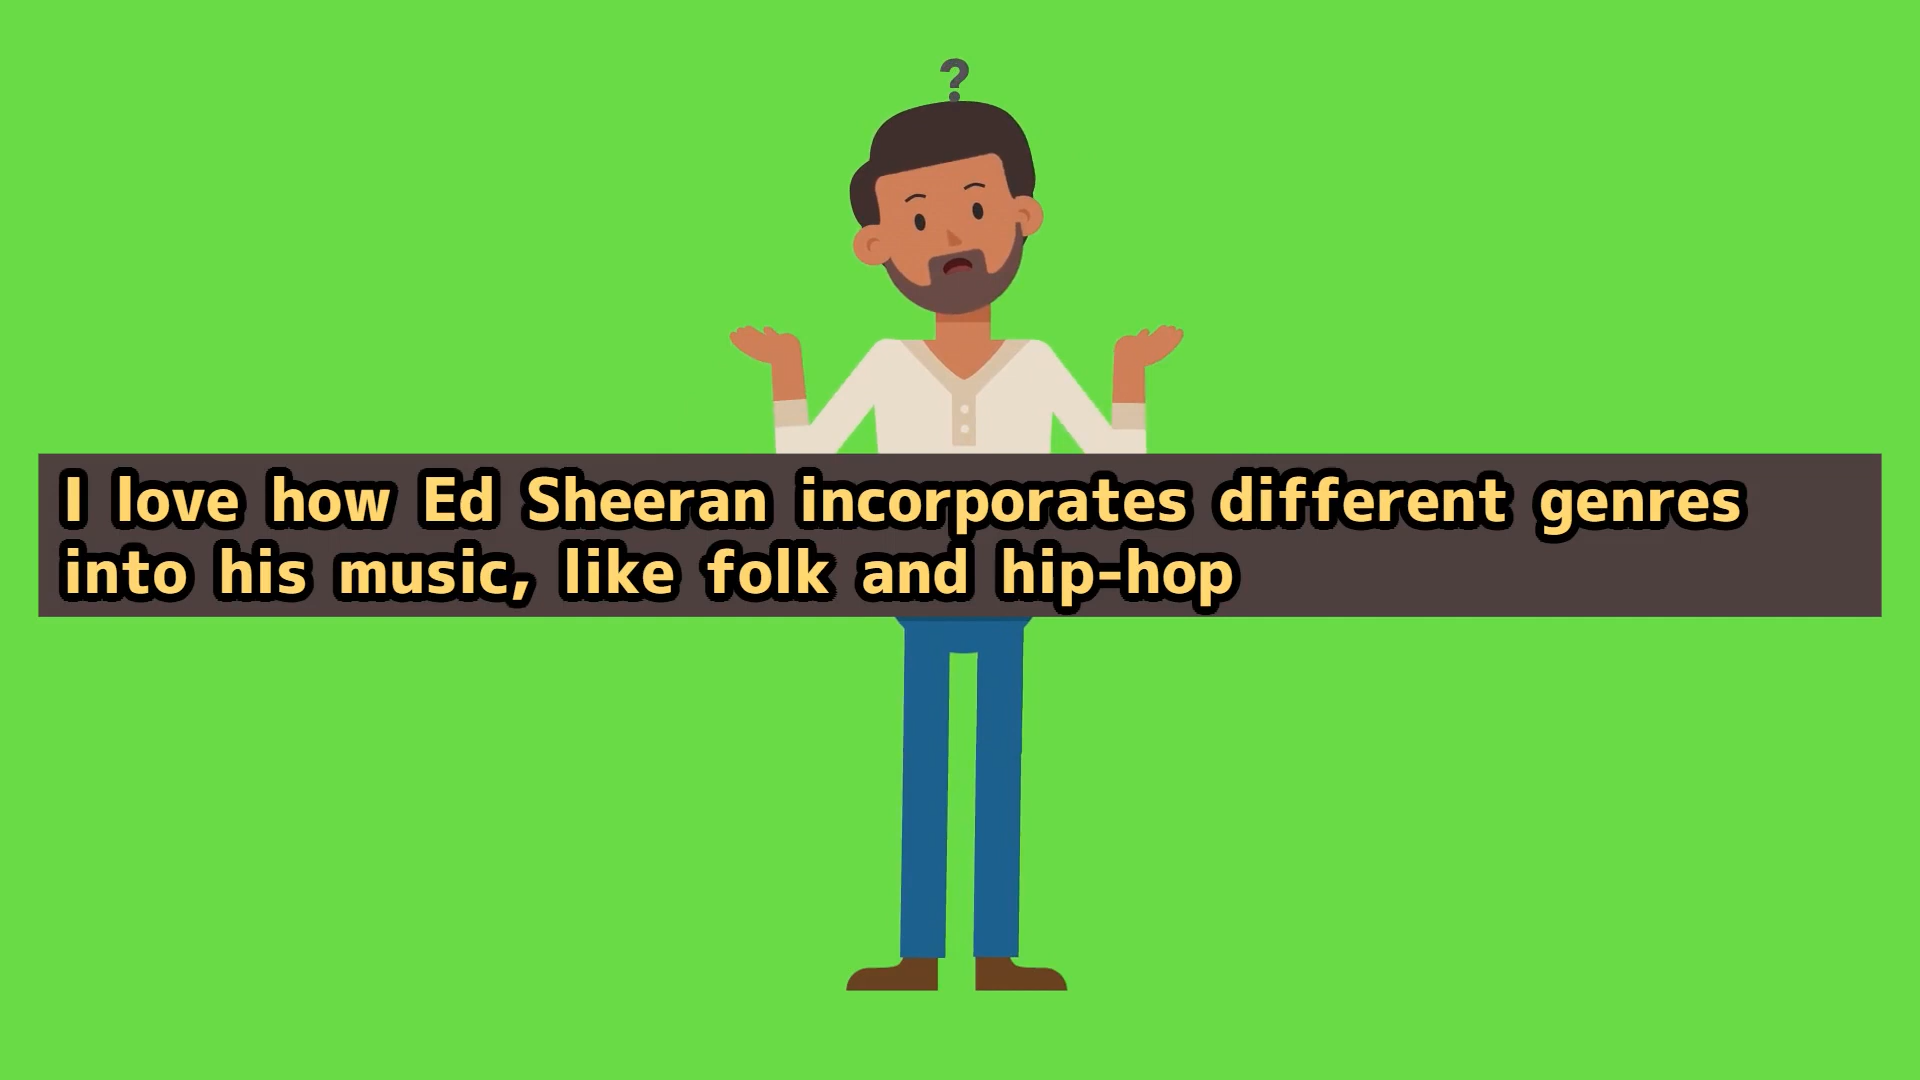 ?
I love how Ed Sheeran incorporates different genres
into his music, like folk and hip-hop